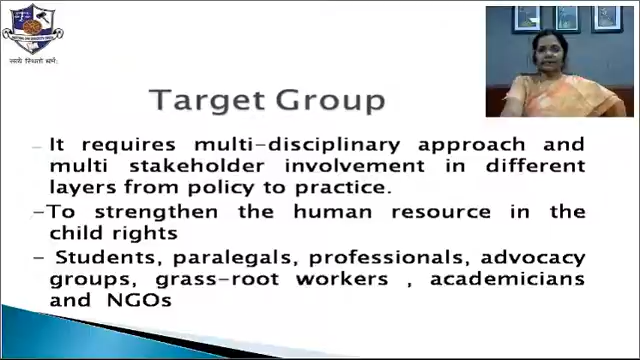 सत्ये स्थितो धर्मः
Target Group
– It requires multi-disciplinary approach and
multi stakeholder involvement in different
layers from policy to practice.
-To strengthen the human resource in the
child rights
- Students, paralegals, professionals, advocacy
groups, grass-root workers , academicians
and NGOs